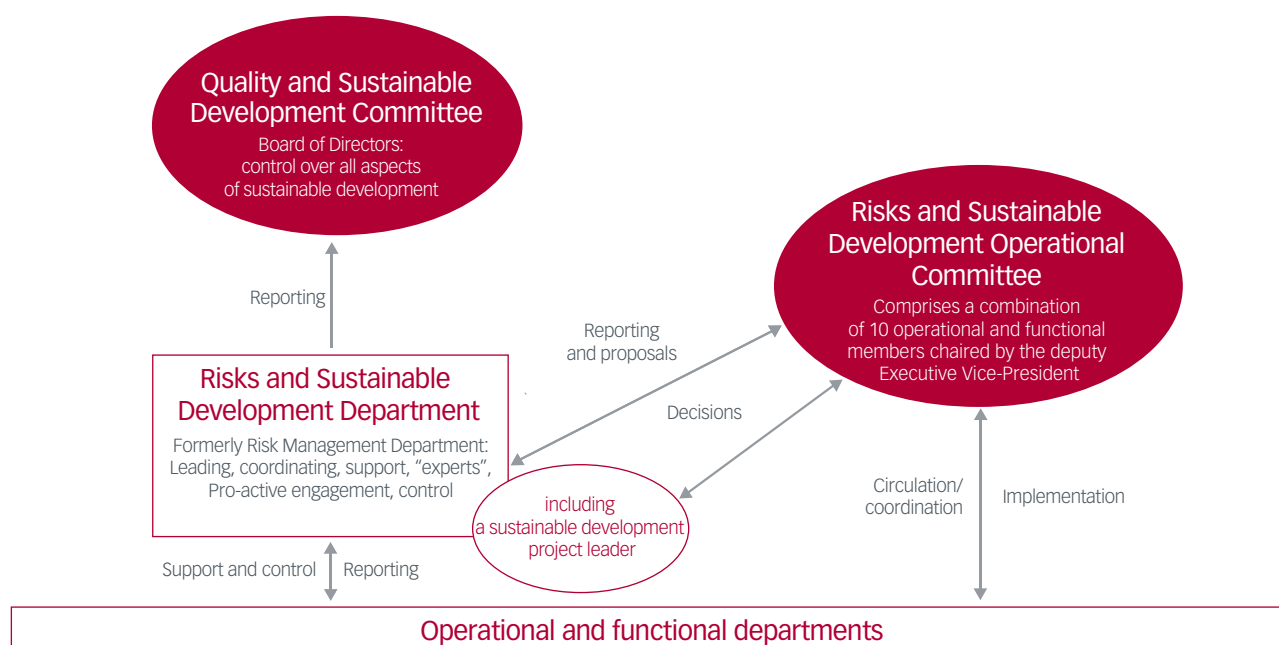 Quality and Sustainable
Development Committee
Board of Directors:
control over all aspects
of sustainable development
Risks and Sustainable
Development Operational
Committee
Comprises a combination
of 10 operational and functional
members chaired by the deputy
Executive Vice-President
Reporting
Reporting
and proposals
Decisions
Risks and Sustainable
Development Department
Formerly Risk Management Department:
Leading, coordinating, support, “experts”,
Pro-active engagement, control
including
a sustainable development
project leader
Circulation/
coordination
Implementation
Support and control
Reporting
Operational and functional departments